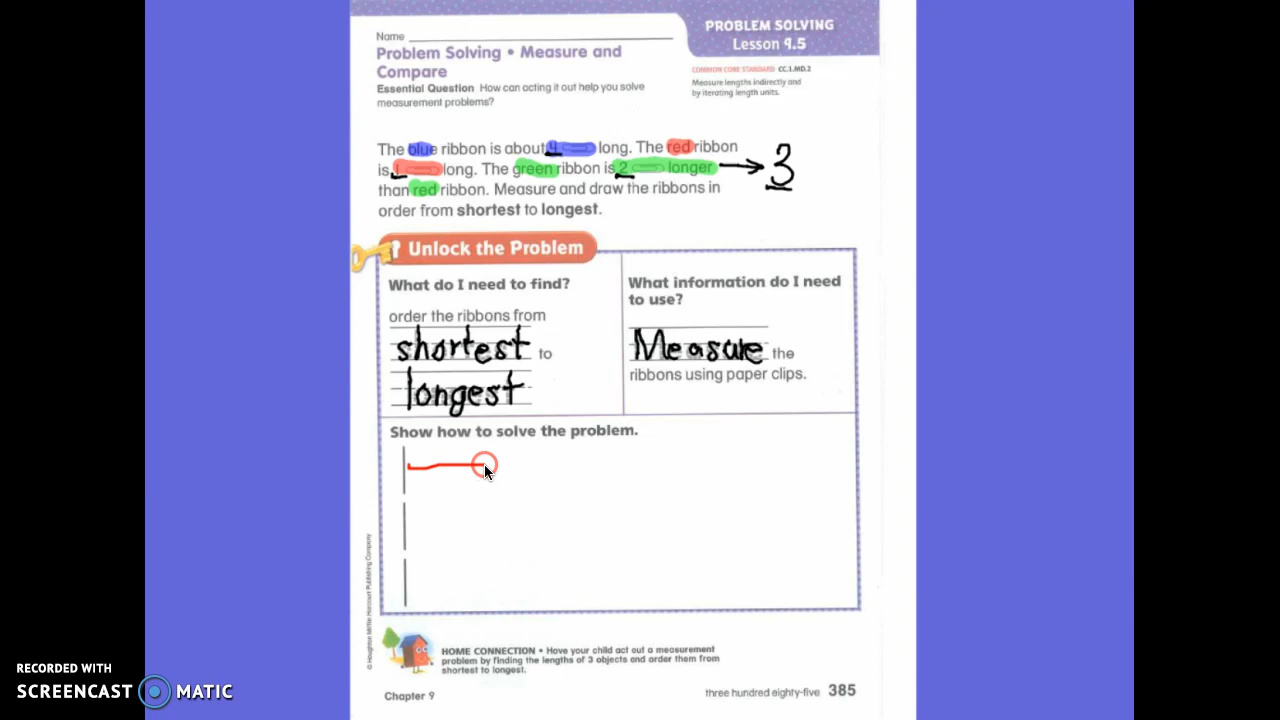 Name
PROBLEM SOLVING
Lesson 9.5
Problem Solving • Measure and
Compare
COMMON CORE STANDARD CC.1.MD.2
Measure lengths indirectly and
by iterating length units.
Essential Question How can acting it out help you solve
measurement problems?
The blue ribbon is about 4 long. The red ribbon
is 1 long. The green ribbon is 2 longer → 3
than red ribbon. Measure and draw the ribbons in
order from shortest to longest.
Unlock the Problem
What do I need to find?
order the ribbons from
shortest to
longest
What information do I need
to use?
Measure the
ribbons using paper clips.
Show how to solve the problem.
© Houghton Mifflin Harcourt Publishing Company
HOME CONNECTION • Have your child act out a measurement
problem by finding the lengths of 3 objects and order them from
shortest to longest.
Chapter 9
three hundred eighty-five 385
RECORDED WITH
SCREENCAST MATIC